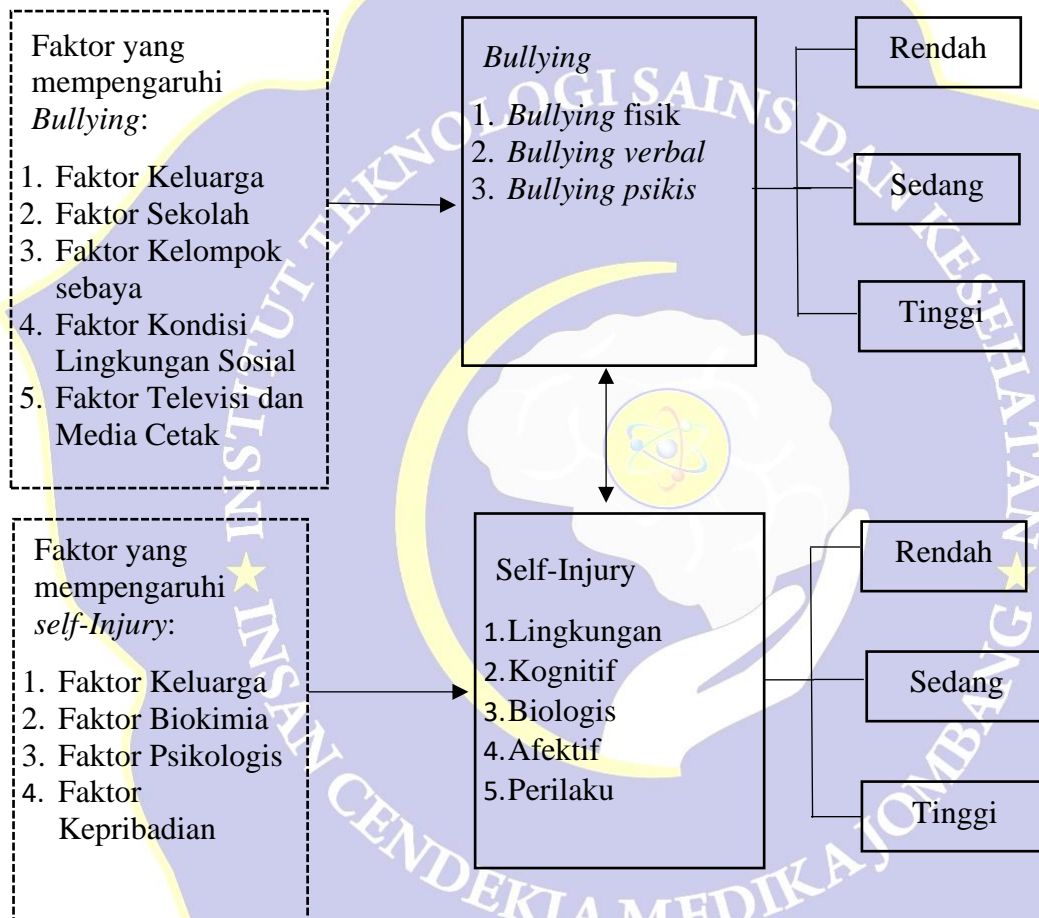 Faktor yang
mempengaruhi
Bullying:
1. Faktor Keluarga
2. Faktor Sekolah
3. Faktor Kelompok
sebaya
4. Faktor Kondisi
Lingkungan Sosial
5. Faktor Televisi dan
Media Cetak
Bullying
1. Bullying fisik
2. Bullying verbal
3. Bullying psikis
Rendah
Sedang
Tinggi
Faktor yang
mempengaruhi
self-Injury:
1. Faktor Keluarga
2. Faktor Biokimia
3. Faktor Psikologis
4. Faktor
Kepribadian
Self-Injury
1.Lingkungan
2.Kognitif
3.Biologis
4.Afektif
5.Perilaku
Rendah
Sedang
Tinggi
INSTITUT TEKNOLOGI SAINS DAN KESEHATAN
INSAN CENDEKIA MEDIKA JOMBANG